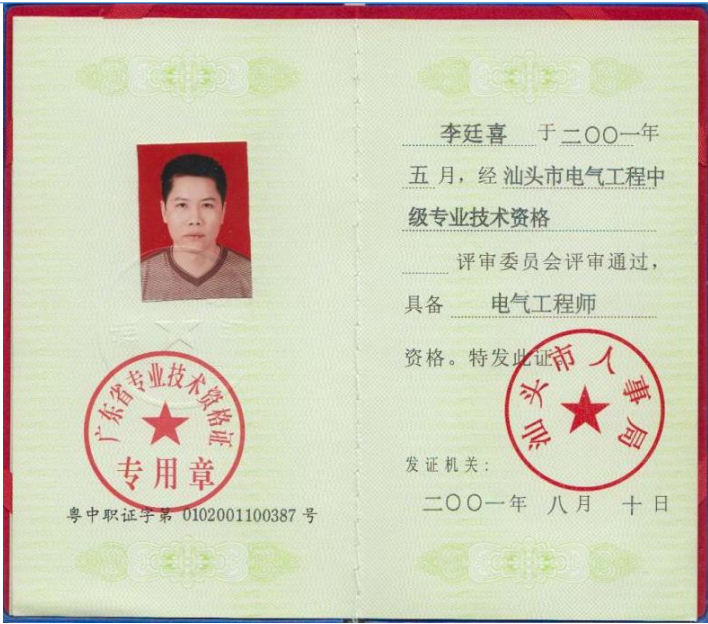 广东省专业技术资格证
专用章
粤中职证字第 0102001100387 号
李廷喜 于二〇〇一年
五月，经 汕头市电气工程中
级专业技术资格
评审委员会评审通过，
具备 电气工程师
资格。特发此证。
汕头市人事局
发证机关：
二〇〇一年 八月 十日